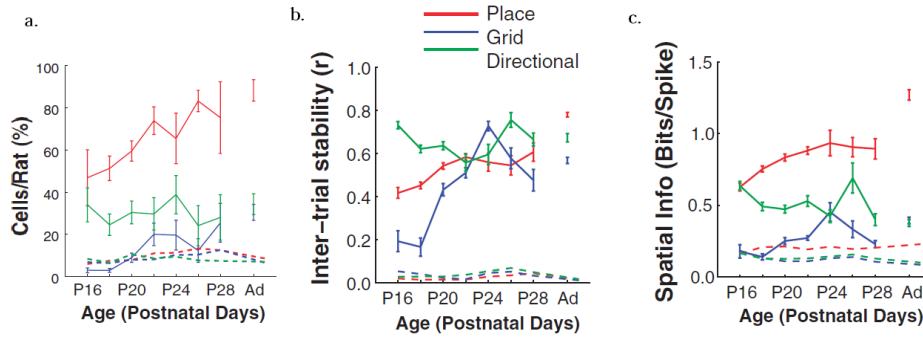 a.
b.
c.
Place
Grid
Directional
Cells/Rat (%)
100
80
60
40
20
0
P16 P20 P24 P28 Ad
Age (Postnatal Days)
Inter-trial stability (r)
1.0
0.8
0.6
0.4
0.2
0.0
P16 P20 P24 P28 Ad
Age (Postnatal Days)
Spatial Info (Bits/Spike)
1.5
1.0
0.5
0.0
P16 P20 P24 P28 Ad
Age (Postnatal Days)